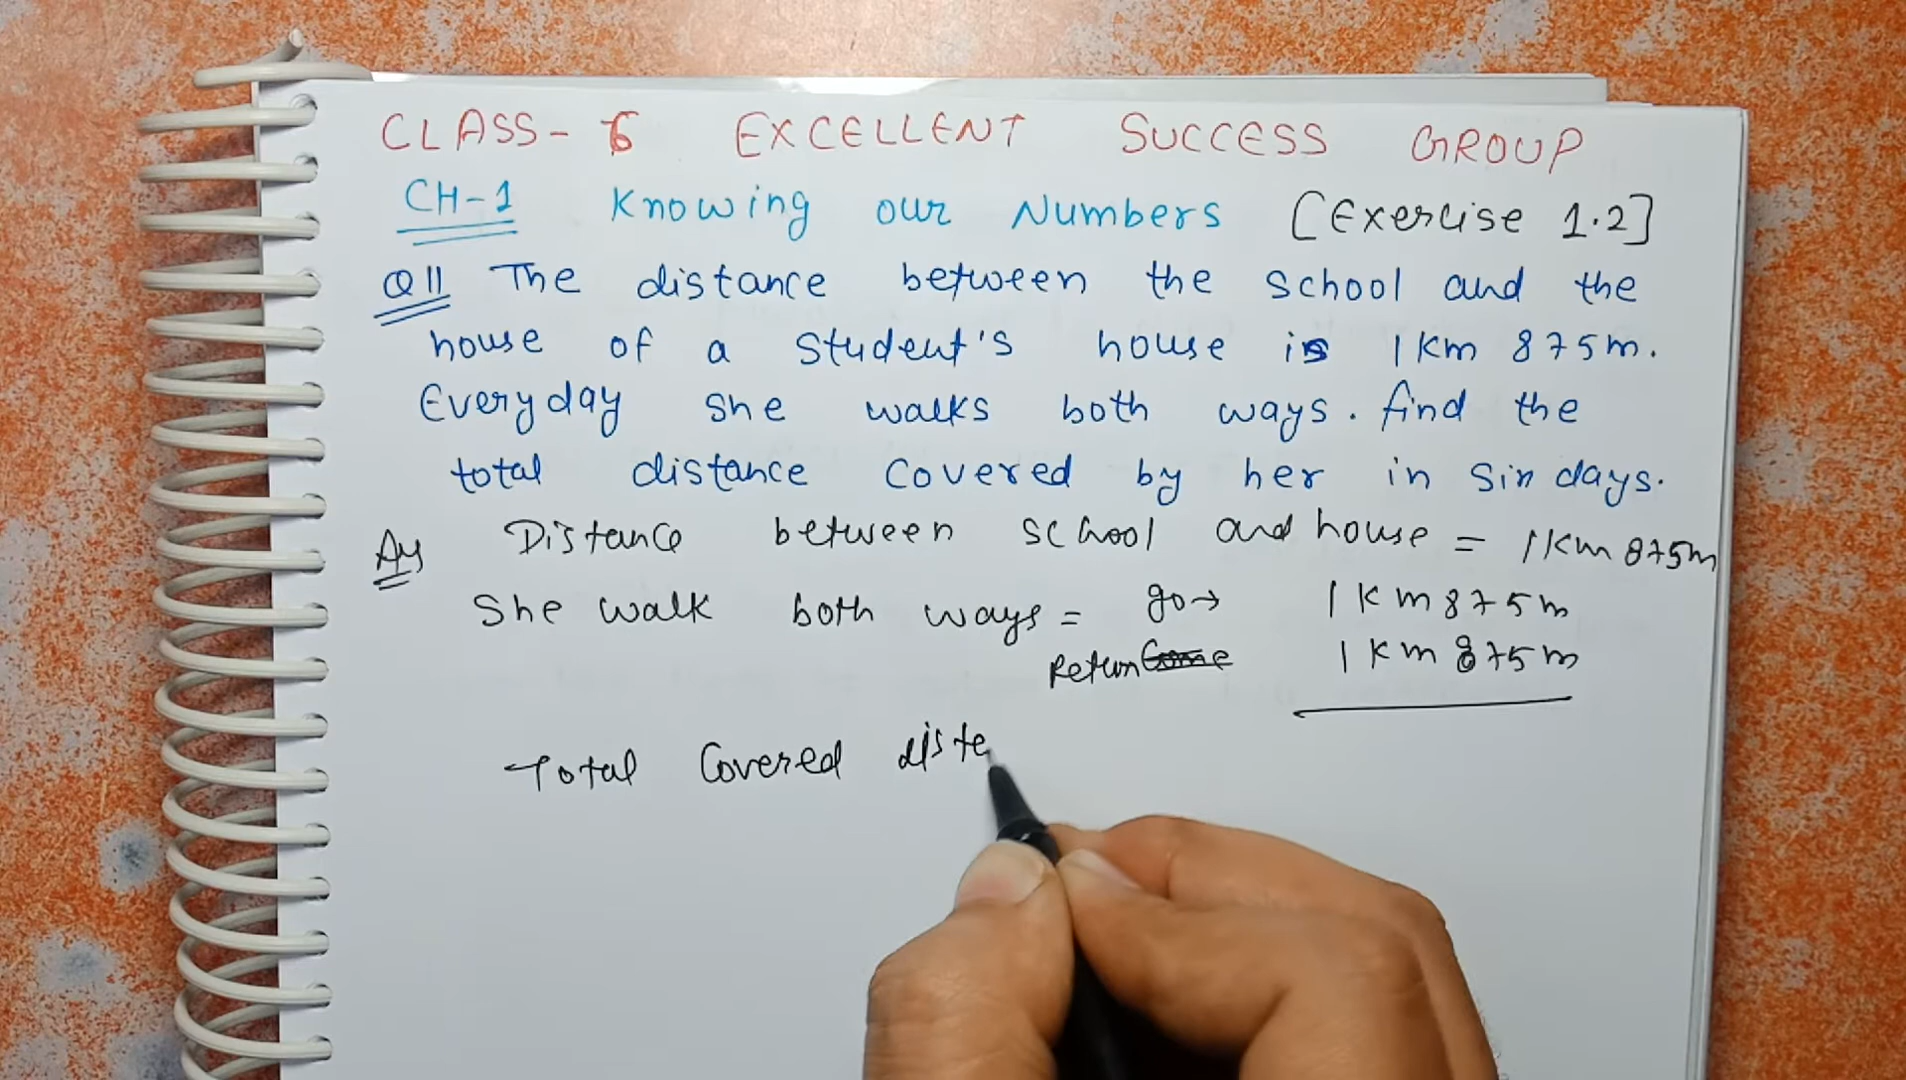 CLASS- 6 EXCELLENT SUCCESS GROUP
CH-1 Knowing our Numbers [Exercise 1.2]
Q11 The distance between the school and the
house of a student's house is 1km 875m.
Everyday she walks both ways. find the
total distance covered by her in six days.
Ans Distance between school and house = 1km 875m
She walk both ways = go→ 1km 875m
Return Come 1km 875m
Total Covered diste